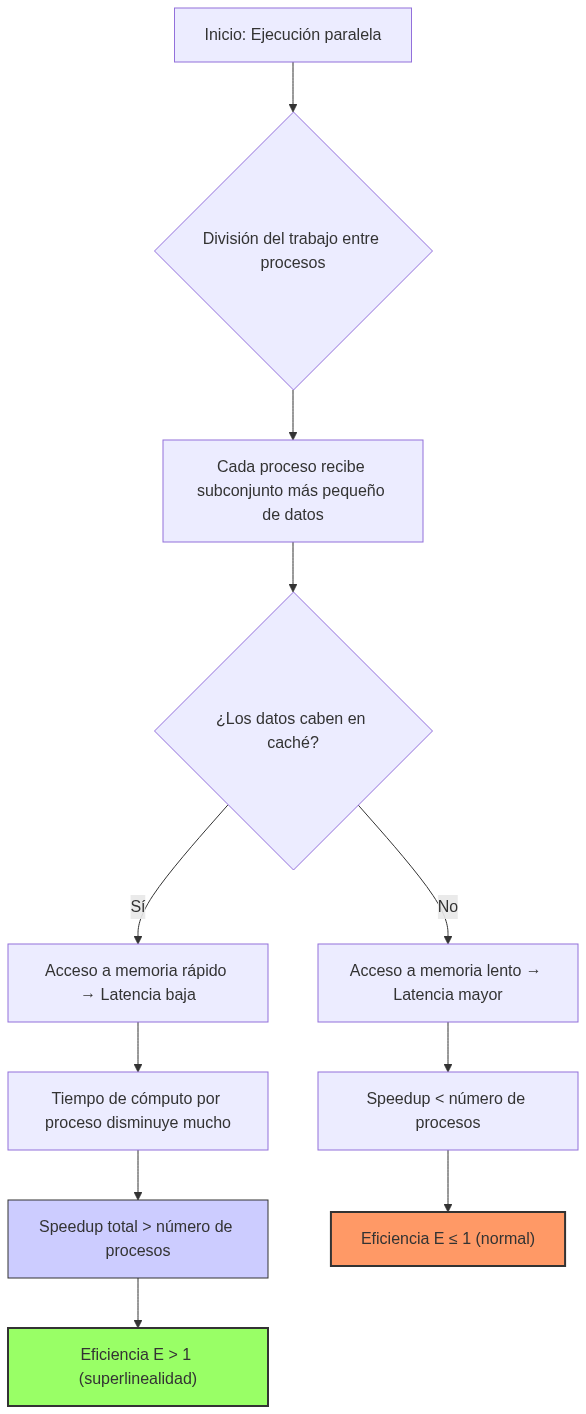 Inicio: Ejecución paralela
División del trabajo entre
procesos
Cada proceso recibe
subconjunto más pequeño
de datos
¿Los datos caben en
caché?
Sí
No
Acceso a memoria rápido
→ Latencia baja
Acceso a memoria lento →
Latencia mayor
Tiempo de cómputo por
proceso disminuye mucho
Speedup < número de
procesos
Speedup total > número de
procesos
Eficiencia E ≤ 1 (normal)
Eficiencia E > 1
(superlinealidad)